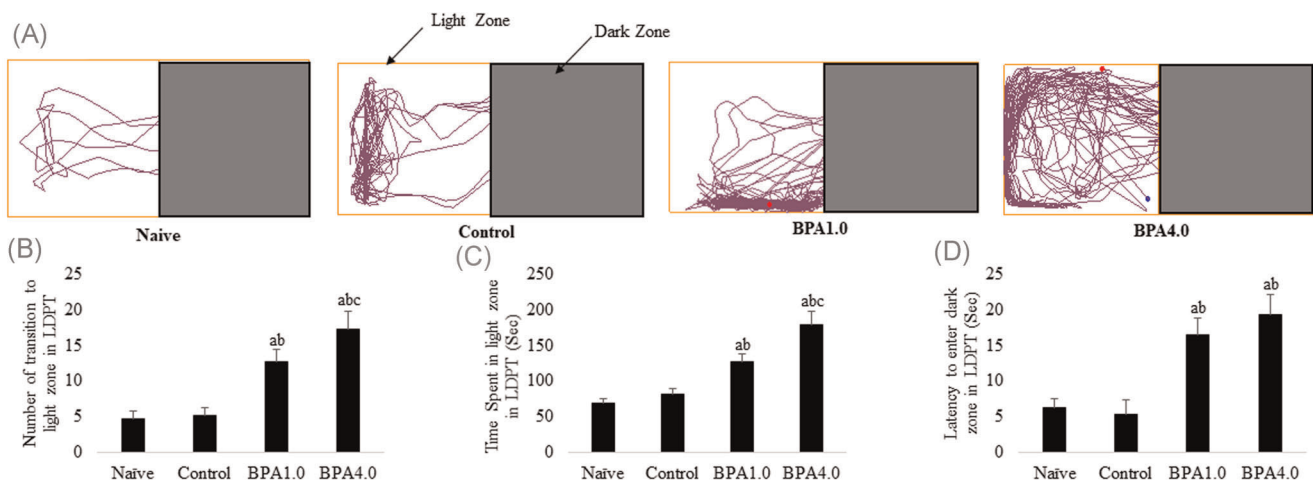 (A)
Light Zone
Dark Zone
Naive
Control
BPA1.0
BPA4.0
(B)
Number of transition to
light zone in LDPT
25
20
15
10
5
0
ab
abc
Naïve
Control
BPA1.0
BPA4.0
(C)
Time Spent in light zone
in LDPT (Sec)
250
200
150
100
50
0
ab
abc
Naïve
Control
BPA1.0
BPA4.0
(D)
Latency to enter dark
zone in LDPT (Sec)
25
20
15
10
5
0
ab
ab
Naïve
Control
BPA1.0
BPA4.0